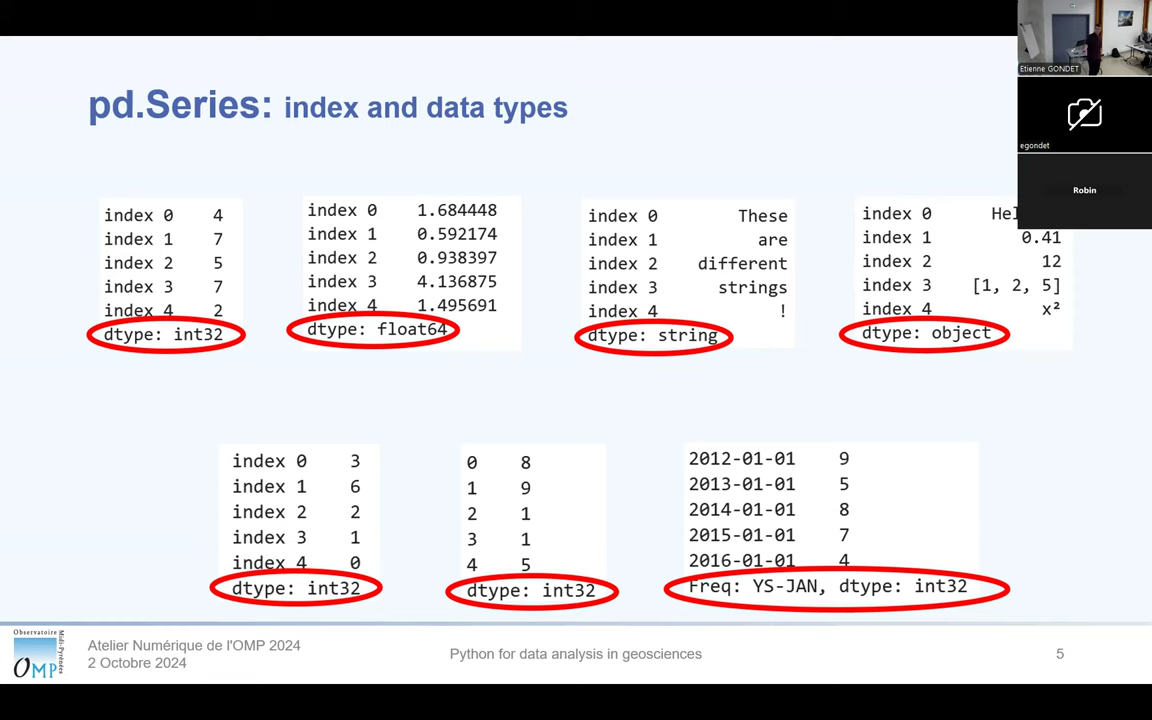 pd.Series: index and data types
Etienne GONDET
egondet
Robin
index 0 4
index 1 7
index 2 5
index 3 7
index 4 2
dtype: int32
index 0 1.684448
index 1 0.592174
index 2 0.938397
index 3 4.136875
index 4 1.495691
dtype: float64
index 0 These
index 1 are
index 2 different
index 3 strings
index 4 !
dtype: string
index 0
index 1 0.41
index 2 12
index 3 [1, 2, 5]
index 4 x²
dtype: object
index 0 3
index 1 6
index 2 2
index 3 1
index 4 0
dtype: int32
0 8
1 9
2 1
3 1
4 5
dtype: int32
2012-01-01 9
2013-01-01 5
2014-01-01 8
2015-01-01 7
2016-01-01 4
Freq: YS-JAN, dtype: int32
Observatoire
Midi-Pyrénées
OMP
Atelier Numérique de l'OMP 2024
2 Octobre 2024
Python for data analysis in geosciences
5